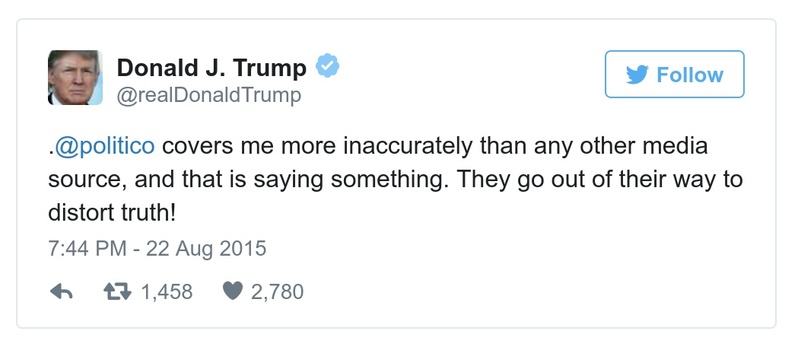 Donald J. Trump
Follow
@realDonaldTrump
.@politico covers me more inaccurately than any other media
source, and that is saying something. They go out of their way to
distort truth!
7:44 PM - 22 Aug 2015
1,458 2,780